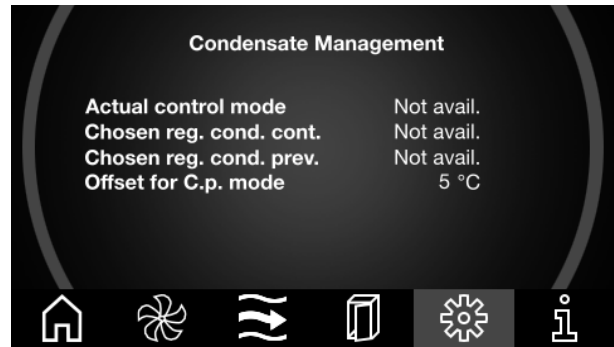 Condensate Management
Actual control mode Not avail.
Chosen reg. cond. cont. Not avail.
Chosen reg. cond. prev. Not avail.
Offset for C.p. mode 5 °C